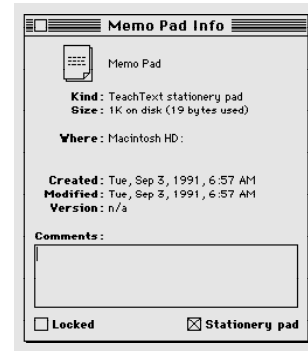 Memo Pad Info
Memo Pad
Kind: TeachText stationery pad
Size: 1K on disk (19 bytes used)
Where: Macintosh HD:
Created: Tue, Sep 3, 1991, 6:57 AM
Modified: Tue, Sep 3, 1991, 6:57 AM
Version: n/a
Comments:
Locked Stationery pad